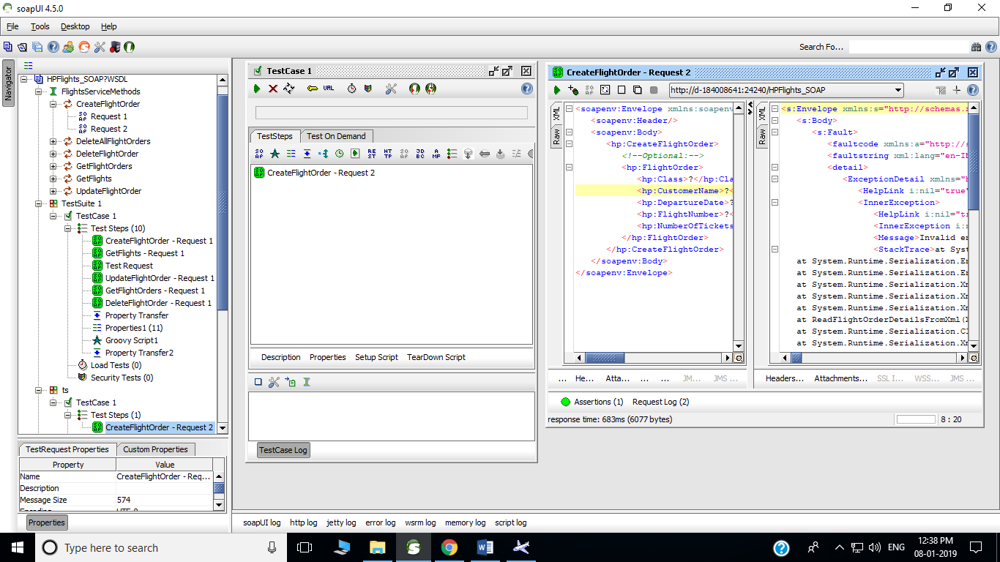 soapUI 4.5.0
File Tools Desktop Help
Search Fo...
Navigator
HPFlights_SOAP?WSDL
FlightsServiceMethods
CreateFlightOrder
Request 1
Request 2
DeleteAllFlightOrders
DeleteFlightOrder
GetFlightOrders
GetFlights
UpdateFlightOrder
TestSuite 1
TestCase 1
Test Steps (10)
CreateFlightOrder - Request 1
GetFlights - Request 1
Test Request
UpdateFlightOrder - Request 1
GetFlightOrders - Request 1
DeleteFlightOrder - Request 1
Property Transfer
Properties1 (11)
Groovy Script1
Property Transfer2
Load Tests (0)
Security Tests (0)
ts
TestCase 1
Test Steps (1)
CreateFlightOrder - Request 2
TestRequest Properties Custom Properties
Property Value
Name CreateFlightOrder - Req...
Description
Message Size 574
Properties
TestCase 1
URL
TestSteps Test On Demand
CreateFlightOrder - Request 2
Description Properties Setup Script TearDown Script
TestCase Log
CreateFlightOrder - Request 2
http://d-184008641:24240/HPFlights_SOAP
XML
Raw
<soapenv:Envelope xmlns:soapenv
<soapenv:Header/>
<soapenv:Body>
<hp:CreateFlightOrder>
<!--Optional:-->
<hp:FlightOrder>
<hp:Class>?</hp:Cla
<hp:CustomerName>?<
<hp:DepartureDate>?
<hp:FlightNumber>?<
<hp:NumberOfTickets
</hp:FlightOrder>
</hp:CreateFlightOrder>
</soapenv:Body>
</soapenv:Envelope>
... He... Atta... ... ... JM... JMS ...
XML
Raw
<s:Envelope xmlns:s="http://schemas.x
<s:Body>
<s:Fault>
<faultcode xmlns:a="http://s
<faultstring xml:lang="en-IN
<detail>
<ExceptionDetail xmlns="h
<HelpLink i:nil="true"
<InnerException>
<HelpLink i:nil="t
<InnerException i:
<Message>Invalid en
<StackTrace>at Syst
at System.Runtime.Serialization.En
at System.Runtime.Serialization.En
at System.Runtime.Serialization.Xm
at System.Runtime.Serialization.Xm
at System.Runtime.Serialization.Xm
at ReadFlightOrderDetailsFromXml(X
at System.Runtime.Serialization.Cl
at System.Runtime.Serialization.Xm
Headers... Attachments... SSL I... WSS... JMS ...
Assertions (1) Request Log (2)
response time: 683ms (6077 bytes) 8 : 20
soapUI log http log jetty log error log wsrm log memory log script log
Type here to search
ENG
12:38 PM
08-01-2019